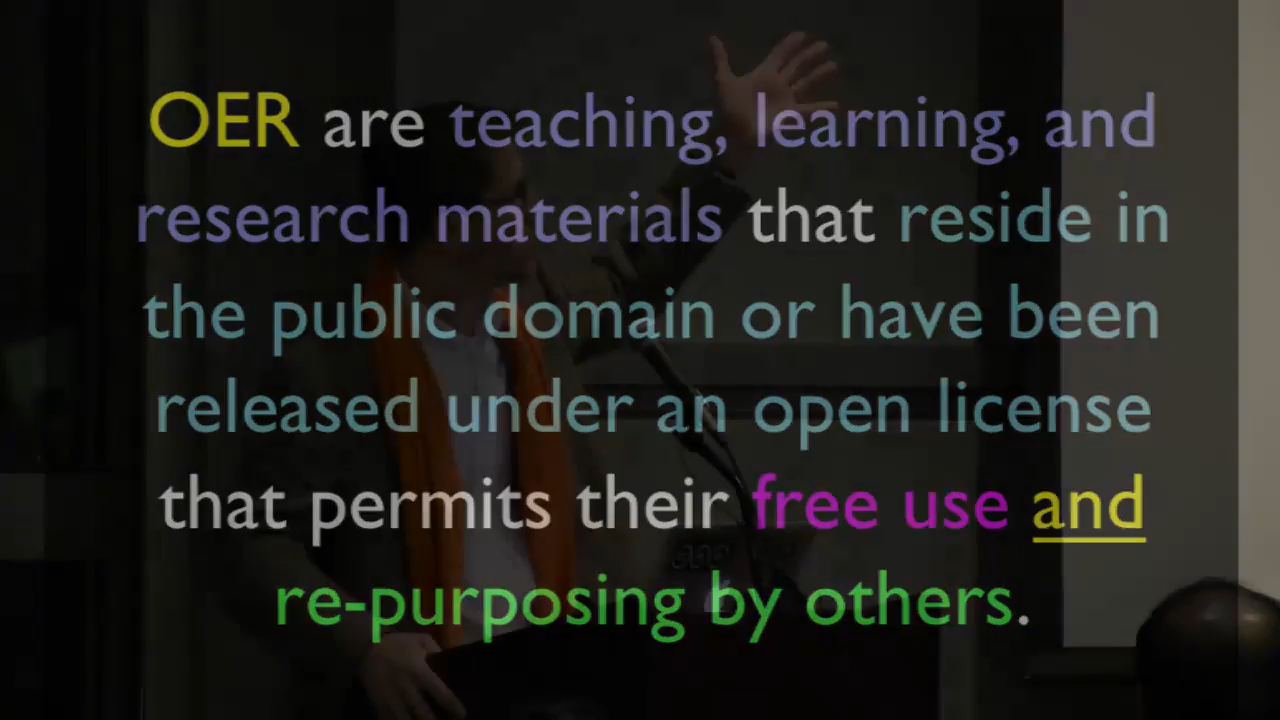 OER are teaching, learning, and
research materials that reside in
the public domain or have been
released under an open license
that permits their free use and
re-purposing by others.